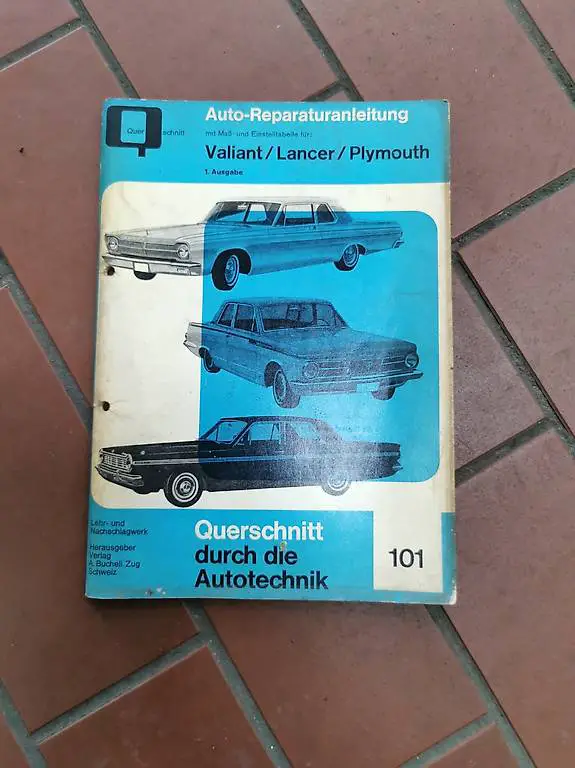 Quer schnitt
Auto-Reparaturanleitung
mit Maß- und Einstelltabelle für:
Valiant/Lancer/Plymouth
1. Ausgabe
Lehr- und
Nachschlagwerk
Herausgeber
Verlag
A. Bucheli Zug
Schweiz
Querschnitt
durch die
Autotechnik
101